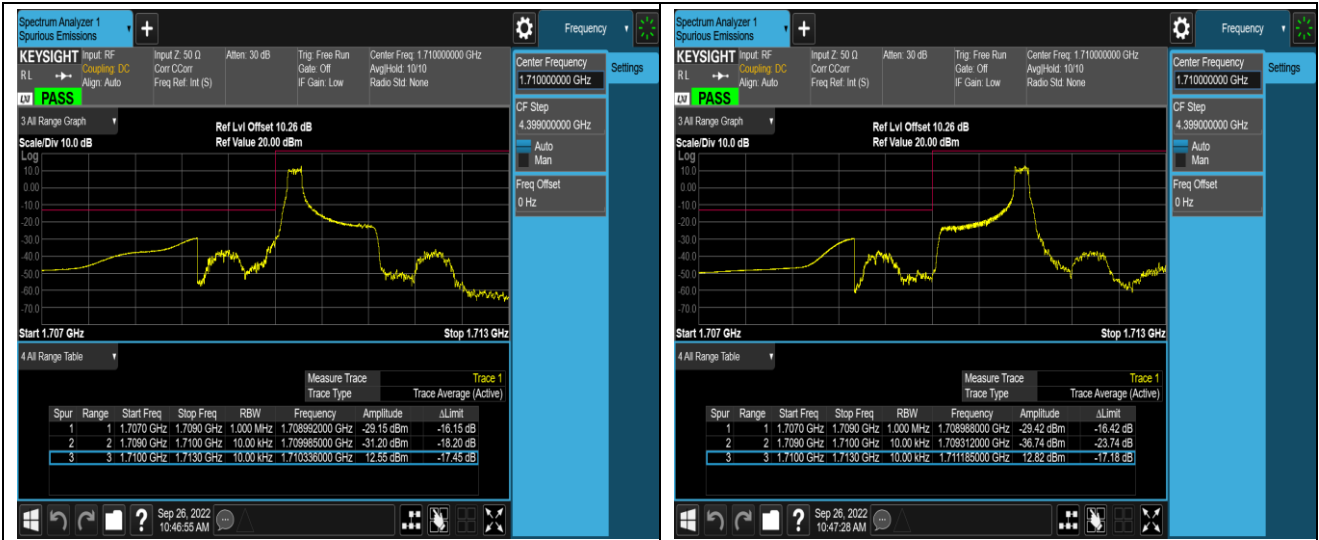 Spectrum Analyzer 1
Spurious Emissions
+
Frequency
KEYSIGHT Input: RF Input Z: 50 Ω Atten: 30 dB Trig: Free Run Center Freq: 1.710000000 GHz
RL Coupling: DC Corr CCorr Gate: Off Avg|Hold: 10/10
Align: Auto Freq Ref: Int (S) IF Gain: Low Radio Std: None
PASS
Center Frequency
1.710000000 GHz
Settings
CF Step
4.399000000 GHz
Auto
Man
Freq Offset
0 Hz
3 All Range Graph
Ref Lvl Offset 10.26 dB
Scale/Div 10.0 dB Ref Value 20.00 dBm
Log
10.0
0.00
-10.0
-20.0
-30.0
-40.0
-50.0
-60.0
-70.0
Start 1.707 GHz Stop 1.713 GHz
4 All Range Table
Measure Trace Trace 1
Trace Type Trace Average (Active)
Spur Range Start Freq Stop Freq RBW Frequency Amplitude ΔLimit
1 1 1.7070 GHz 1.7090 GHz 1.000 MHz 1.708992000 GHz -29.15 dBm -16.15 dB
2 2 1.7090 GHz 1.7100 GHz 10.00 kHz 1.709985000 GHz -31.20 dBm -18.20 dB
3 3 1.7100 GHz 1.7130 GHz 10.00 kHz 1.710336000 GHz 12.55 dBm -17.45 dB
? Sep 26, 2022
10:46:55 AM
Spectrum Analyzer 1
Spurious Emissions
+
Frequency
KEYSIGHT Input: RF Input Z: 50 Ω Atten: 30 dB Trig: Free Run Center Freq: 1.710000000 GHz
RL Coupling: DC Corr CCorr Gate: Off Avg|Hold: 10/10
Align: Auto Freq Ref: Int (S) IF Gain: Low Radio Std: None
PASS
Center Frequency
1.710000000 GHz
Settings
CF Step
4.399000000 GHz
Auto
Man
Freq Offset
0 Hz
3 All Range Graph
Ref Lvl Offset 10.26 dB
Scale/Div 10.0 dB Ref Value 20.00 dBm
Log
10.0
0.00
-10.0
-20.0
-30.0
-40.0
-50.0
-60.0
-70.0
Start 1.707 GHz Stop 1.713 GHz
4 All Range Table
Measure Trace Trace 1
Trace Type Trace Average (Active)
Spur Range Start Freq Stop Freq RBW Frequency Amplitude ΔLimit
1 1 1.7070 GHz 1.7090 GHz 1.000 MHz 1.708988000 GHz -29.42 dBm -16.42 dB
2 2 1.7090 GHz 1.7100 GHz 10.00 kHz 1.709312000 GHz -36.74 dBm -23.74 dB
3 3 1.7100 GHz 1.7130 GHz 10.00 kHz 1.711185000 GHz 12.82 dBm -17.18 dB
? Sep 26, 2022
10:47:28 AM